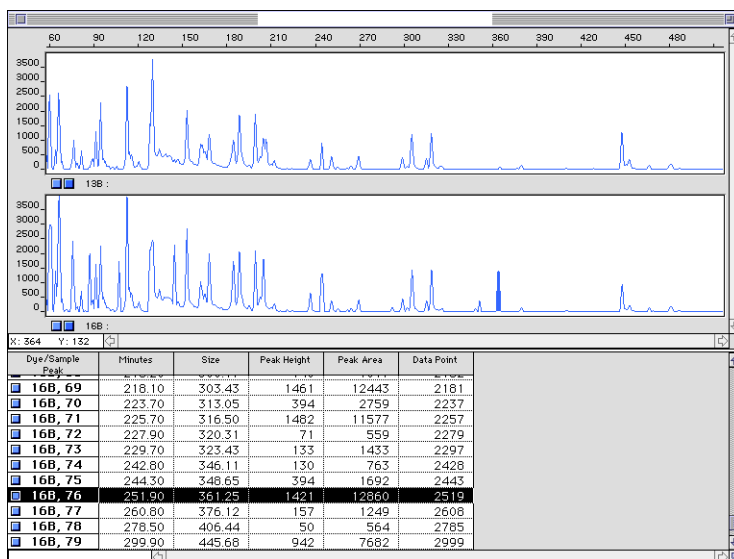 60 90 120 150 180 210 240 270 300 330 360 390 420 450 480
3500
3000
2500
2000
1500
1000
500
0
13B :
3500
3000
2500
2000
1500
1000
500
0
16B :
X: 364 Y: 132
Dye/Sample Peak Minutes Size Peak Height Peak Area Data Point
16B, 69 218.10 303.43 1461 12443 2181
16B, 70 223.70 313.05 394 2759 2237
16B, 71 225.70 316.50 1482 11577 2257
16B, 72 227.90 320.31 71 559 2279
16B, 73 229.70 323.43 133 1433 2297
16B, 74 242.80 346.11 130 763 2428
16B, 75 244.30 348.65 394 1692 2443
16B, 76 251.90 361.25 1421 12860 2519
16B, 77 260.80 376.12 157 1249 2608
16B, 78 278.50 406.44 50 564 2785
16B, 79 299.90 445.68 942 7682 2999